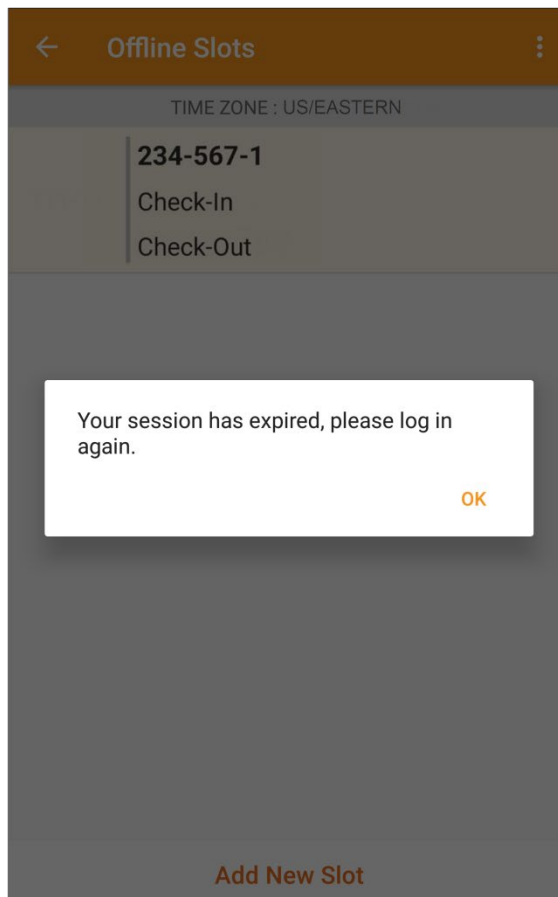 Offline Slots
TIME ZONE : US/EASTERN
234-567-1
Check-In
Check-Out
Your session has expired, please log in
again.
OK
Add New Slot